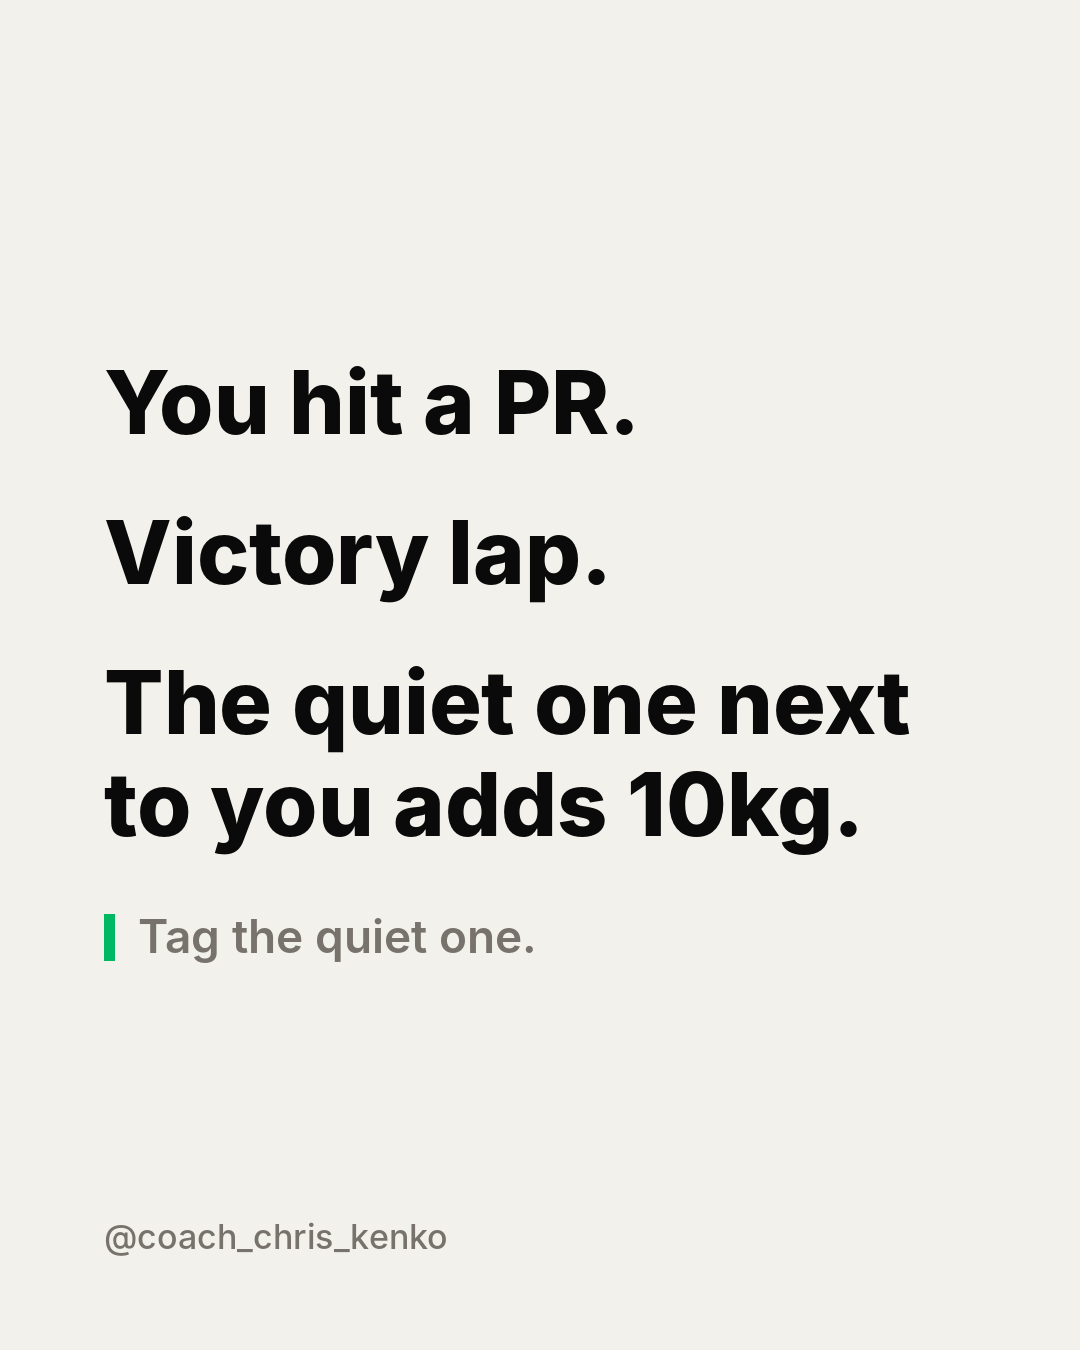 You hit a PR.
Victory lap.
The quiet one next
to you adds 10kg.
Tag the quiet one.
@coach_chris_kenko